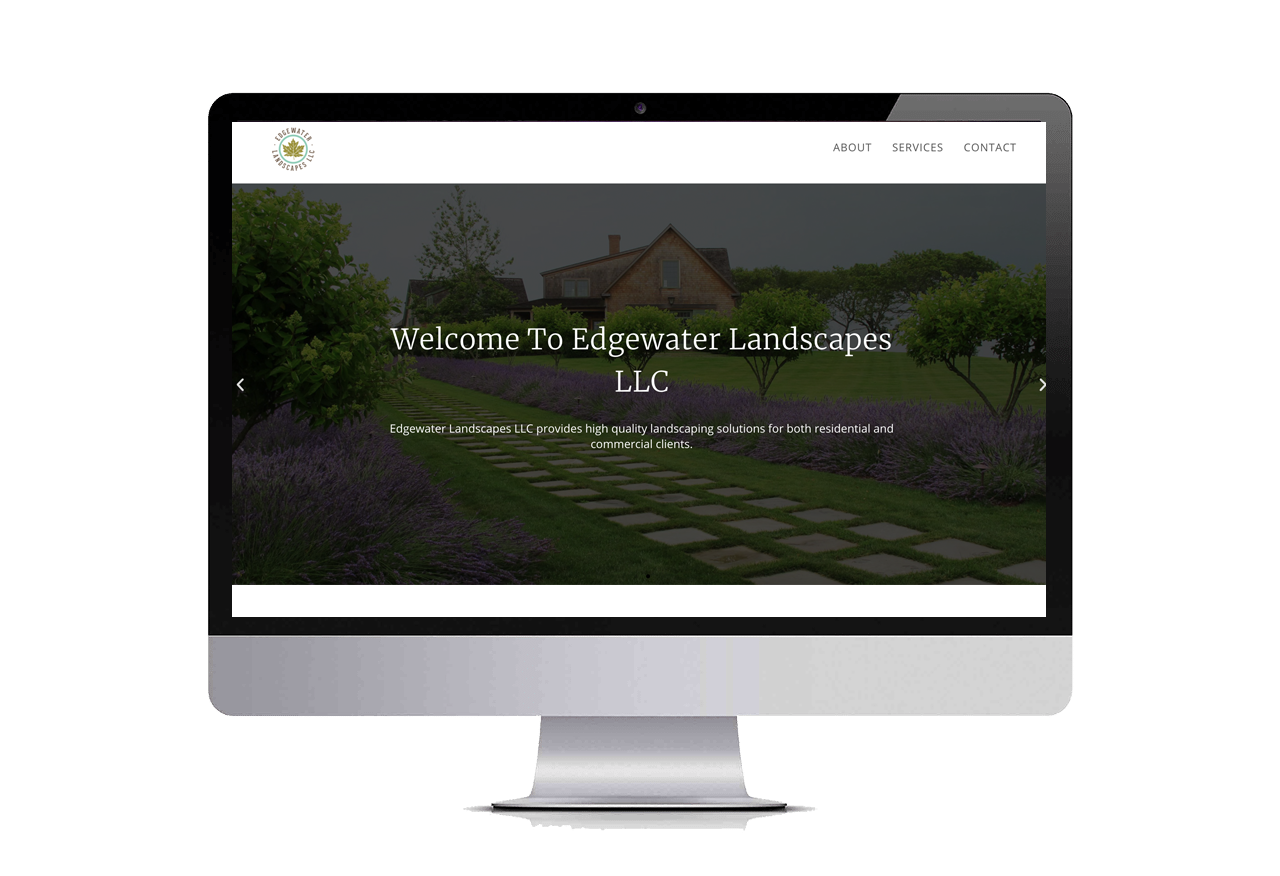 EDGEWATER
LANDSCAPES LLC
ABOUT SERVICES CONTACT
Welcome To Edgewater Landscapes
LLC
Edgewater Landscapes LLC provides high quality landscaping solutions for both residential and
commercial clients.